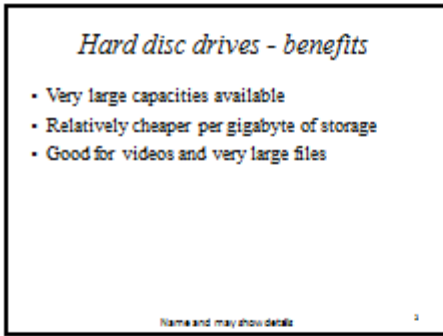 Hard disc drives - benefits
• Very large capacities available
• Relatively cheaper per gigabyte of storage
• Good for videos and very large files
Name and may show details
3